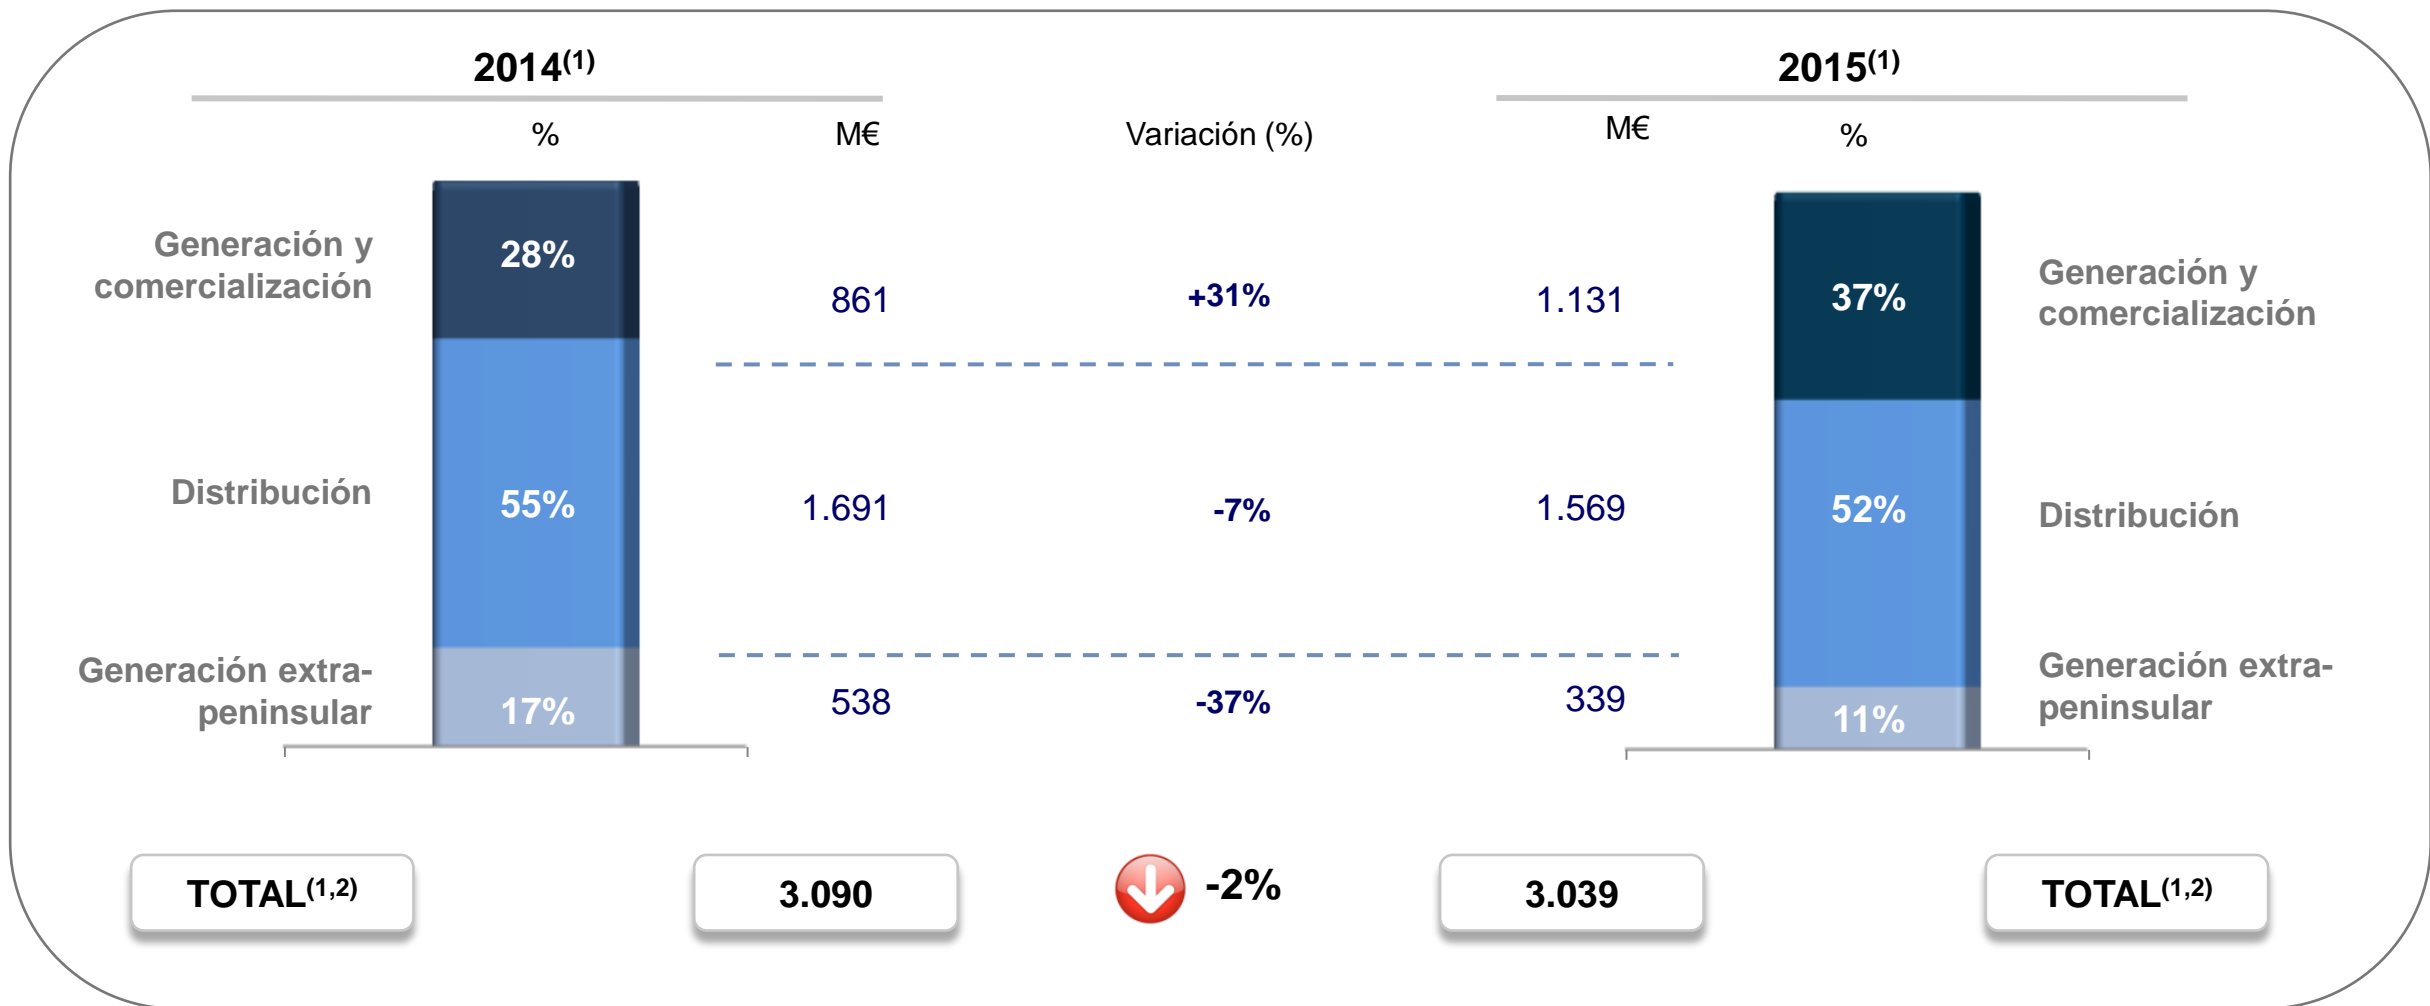 2014(1)
2015(1)
%
M€
Variación (%)
M€
%
Generación y
comercialización
28%
861
+31%
1.131
37%
Generación y
comercialización
Distribución
55%
1.691
-7%
1.569
52%
Distribución
Generación extra-
peninsular
17%
538
-37%
339
11%
Generación extra-
peninsular
TOTAL(1,2)
3.090
-2%
3.039
TOTAL(1,2)